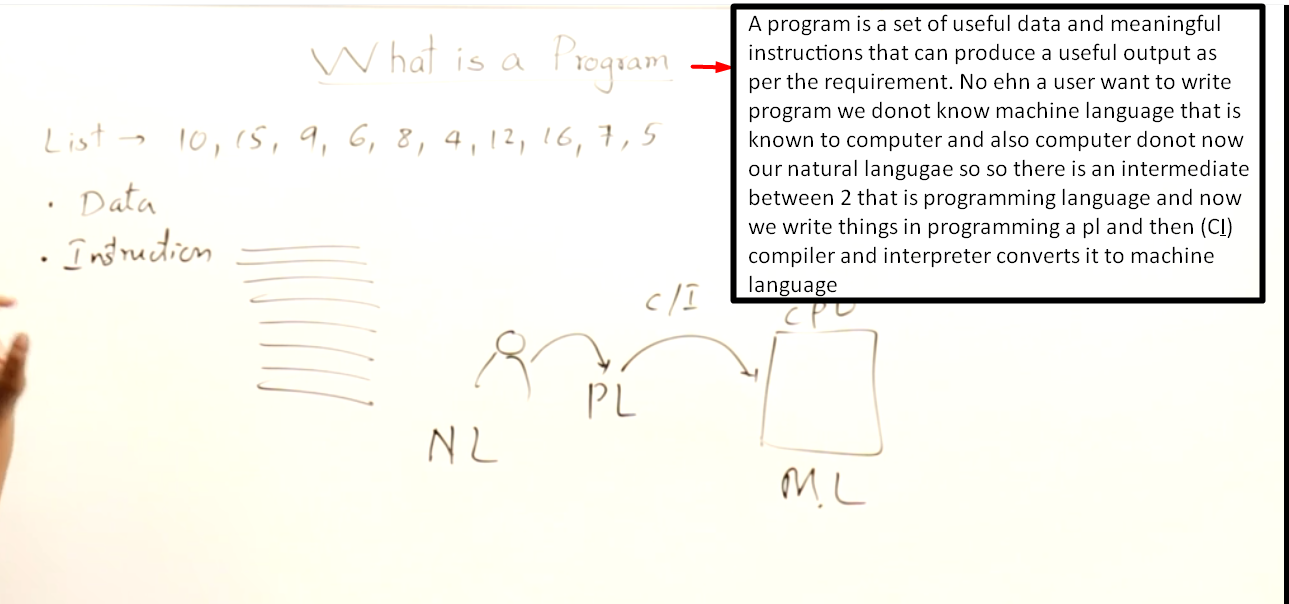 What is a Program
A program is a set of useful data and meaningful
instructions that can produce a useful output as
per the requirement. No ehn a user want to write
program we donot know machine language that is
known to computer and also computer donot now
our natural langugae so so there is an intermediate
between 2 that is programming language and now
we write things in programming a pl and then (CI)
compiler and interpreter converts it to machine
language
List → 10, 15, 9, 6, 8, 4, 12, 16, 7, 5
• Data
• Instruction
C/I
CPU
PL
NL
M.L